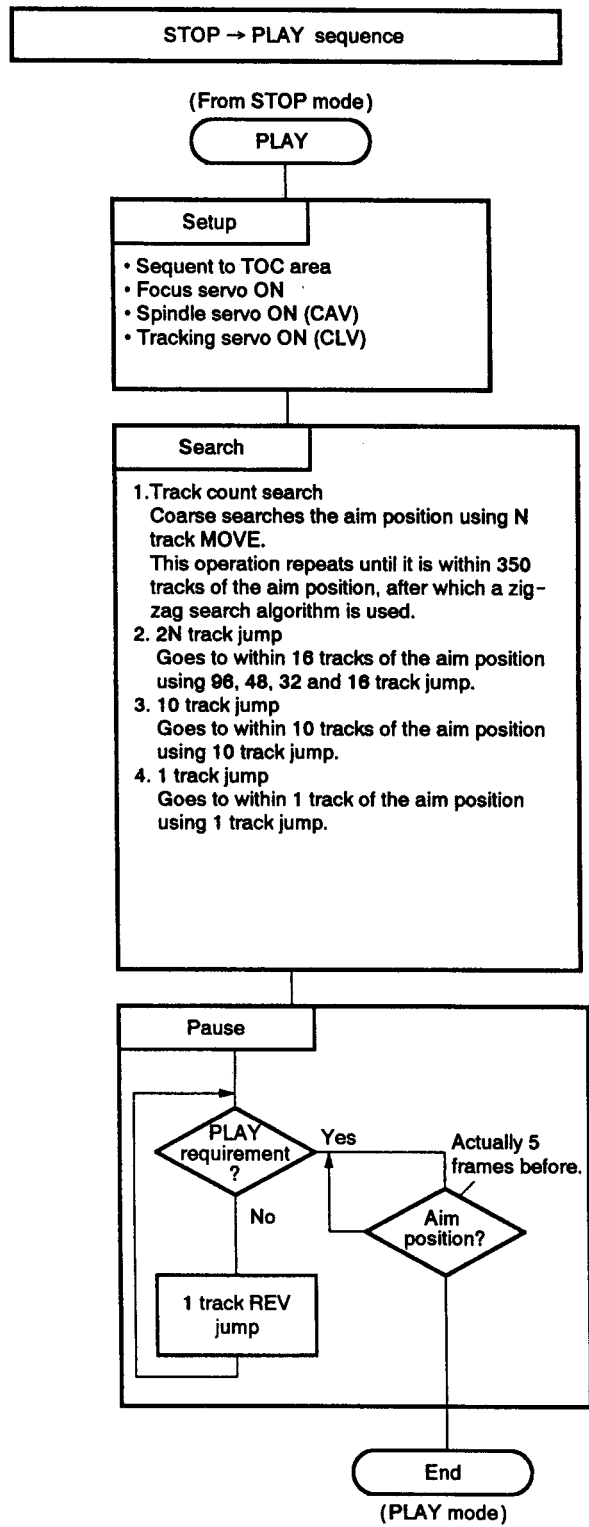 STOP → PLAY sequence
(From STOP mode)
PLAY
Setup
• Sequent to TOC area
• Focus servo ON
• Spindle servo ON (CAV)
• Tracking servo ON (CLV)
Search
1.Track count search
Coarse searches the aim position using N
track MOVE.
This operation repeats until it is within 350
tracks of the aim position, after which a zig-
zag search algorithm is used.
2. 2N track jump
Goes to within 16 tracks of the aim position
using 96, 48, 32 and 16 track jump.
3. 10 track jump
Goes to within 10 tracks of the aim position
using 10 track jump.
4. 1 track jump
Goes to within 1 track of the aim position
using 1 track jump.
Pause
PLAY
requirement
?
Yes
No
Actually 5
frames before.
Aim
position?
1 track REV
jump
End
(PLAY mode)